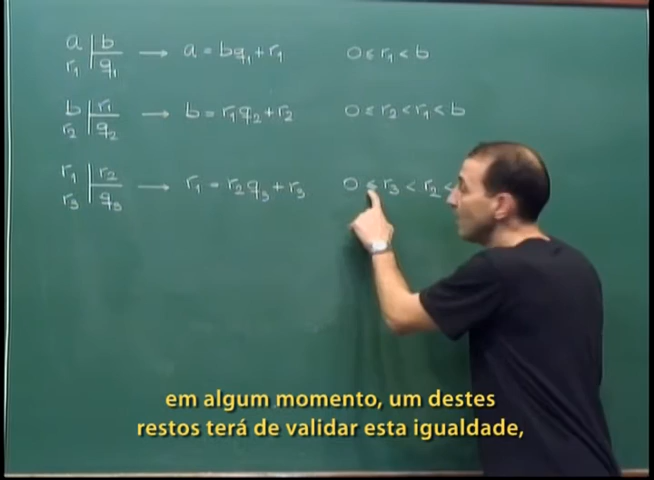 a | b → a = bq₁ + r₁ 0 ≤ r₁ < b
r₁ | q₁
b | r₁ → b = r₁q₂ + r₂ 0 ≤ r₂ < r₁ < b
r₂ | q₂
r₁ | r₂ → r₁ = r₂q₃ + r₃ 0 ≤ r₃ < r₂ <
r₃ | q₃
em algum momento, um destes
restos terá de validar esta igualdade,